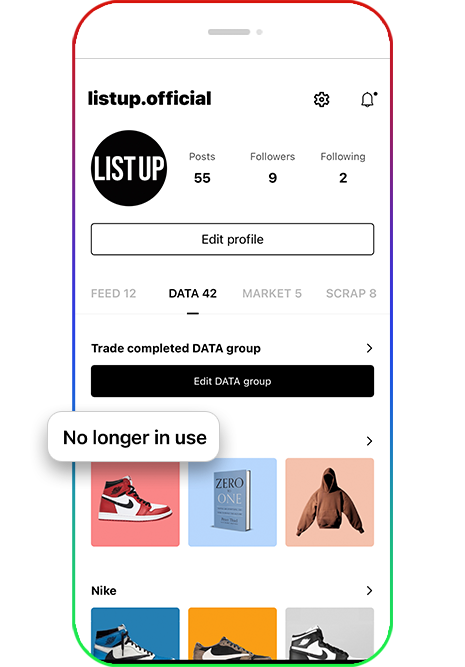 listup.official
LIST UP
Posts Followers Following
55 9 2
Edit profile
FEED 12 DATA 42 MARKET 5 SCRAP 8
Trade completed DATA group
Edit DATA group
No longer in use
ZERO
TO
ONE
Nike